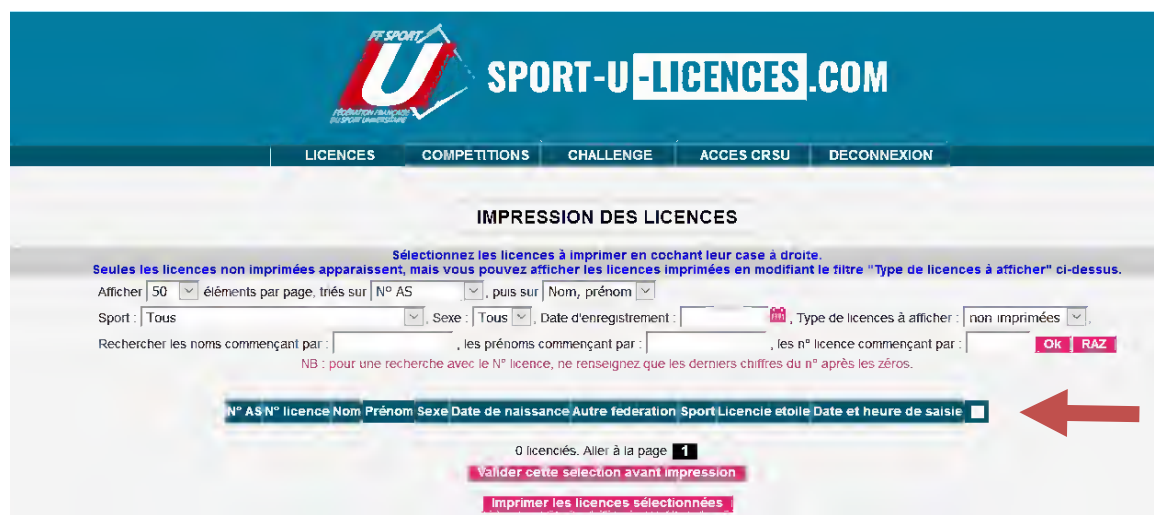 FF SPORT
U
FÉDÉRATION FRANÇAISE
DU SPORT UNIVERSITAIRE
SPORT-U-LICENCES.COM
LICENCES COMPETITIONS CHALLENGE ACCES CRSU DECONNEXION
IMPRESSION DES LICENCES
Sélectionnez les licences à imprimer en cochant leur case à droite.
Seules les licences non imprimées apparaissent, mais vous pouvez afficher les licences imprimées en modifiant le filtre "Type de licences à afficher" ci-dessus.
Afficher 50 éléments par page, triés sur N° AS , puis sur Nom, prénom
Sport : Tous , Sexe : Tous , Date d'enregistrement : , Type de licences à afficher : non imprimées ,
Rechercher les noms commençant par : , les prénoms commençant par : , les n° licence commençant par : Ok RAZ
NB : pour une recherche avec le N° licence, ne renseignez que les derniers chiffres du n° après les zéros.
N° AS N° licence Nom Prénom Sexe Date de naissance Autre federation Sport Licencie etoile Date et heure de saisie
0 licenciés. Aller à la page 1
Valider cette selection avant impression
Imprimer les licences sélectionnées